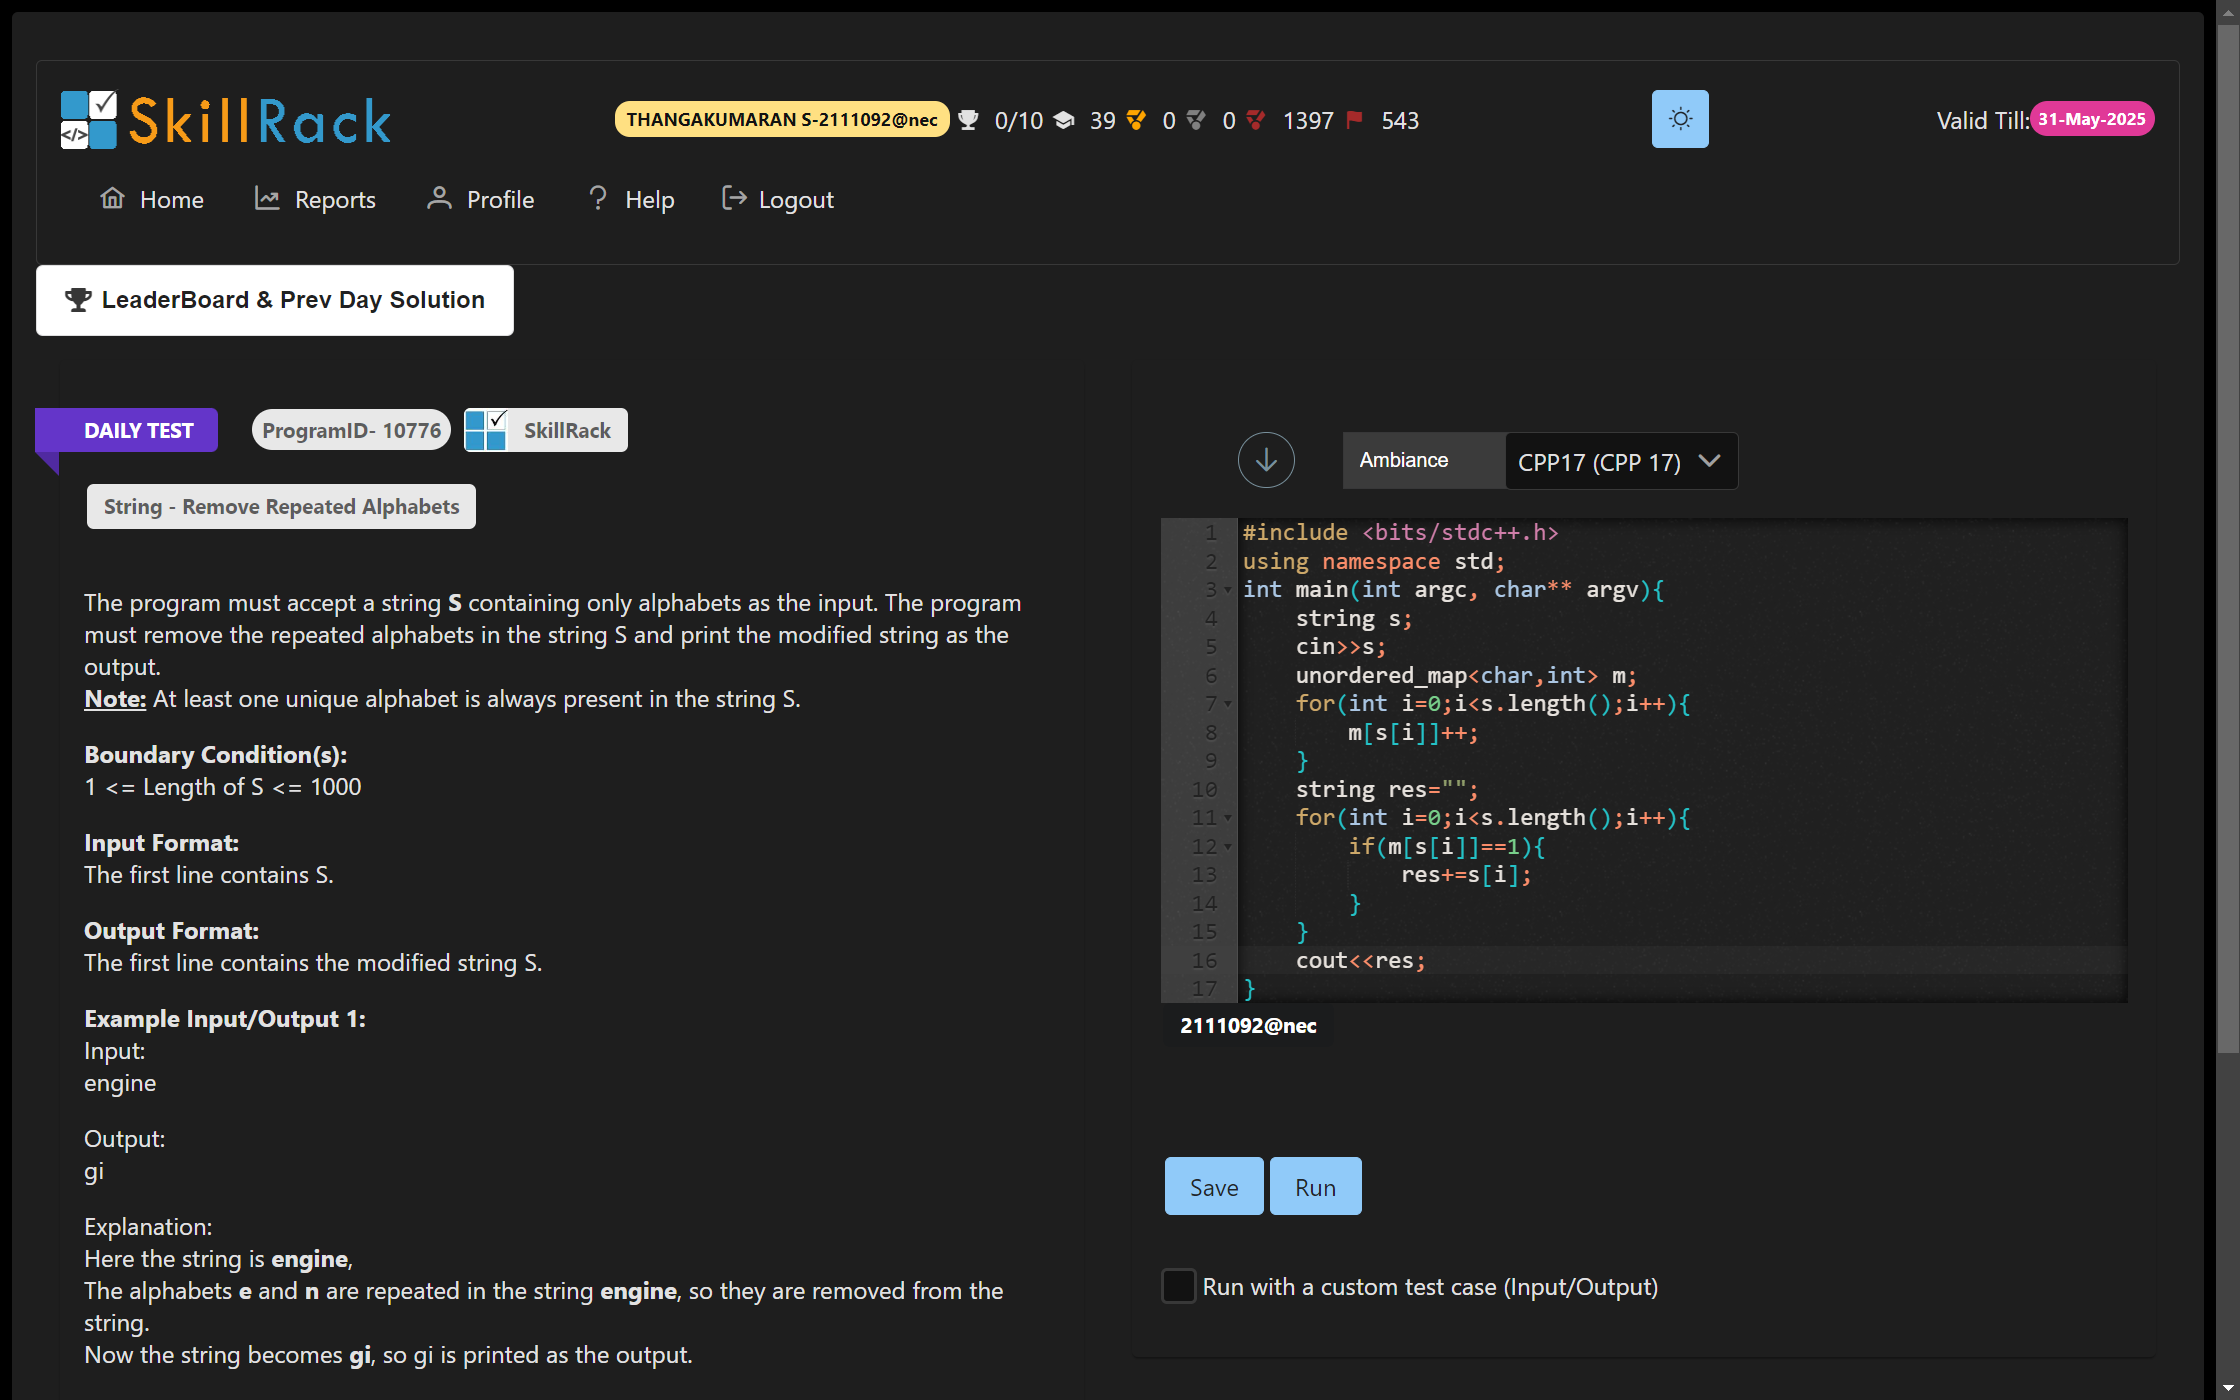 SkillRack
THANGAKUMARAN S-2111092@nec 0/10 39 0 0 1397 543
Valid Till: 31-May-2025
Home Reports Profile Help Logout
LeaderBoard & Prev Day Solution
DAILY TEST ProgramID- 10776 SkillRack
String - Remove Repeated Alphabets
The program must accept a string S containing only alphabets as the input. The program
must remove the repeated alphabets in the string S and print the modified string as the
output.
Note: At least one unique alphabet is always present in the string S.
Boundary Condition(s):
1 <= Length of S <= 1000
Input Format:
The first line contains S.
Output Format:
The first line contains the modified string S.
Example Input/Output 1:
Input:
engine
Output:
gi
Explanation:
Here the string is engine,
The alphabets e and n are repeated in the string engine, so they are removed from the
string.
Now the string becomes gi, so gi is printed as the output.
Ambiance CPP17 (CPP 17)
1 #include <bits/stdc++.h>
2 using namespace std;
3 int main(int argc, char** argv){
4 string s;
5 cin>>s;
6 unordered_map<char,int> m;
7 for(int i=0;i<s.length();i++){
8 m[s[i]]++;
9 }
10 string res="";
11 for(int i=0;i<s.length();i++){
12 if(m[s[i]]==1){
13 res+=s[i];
14 }
15 }
16 cout<<res;
17 }
2111092@nec
Save Run
Run with a custom test case (Input/Output)